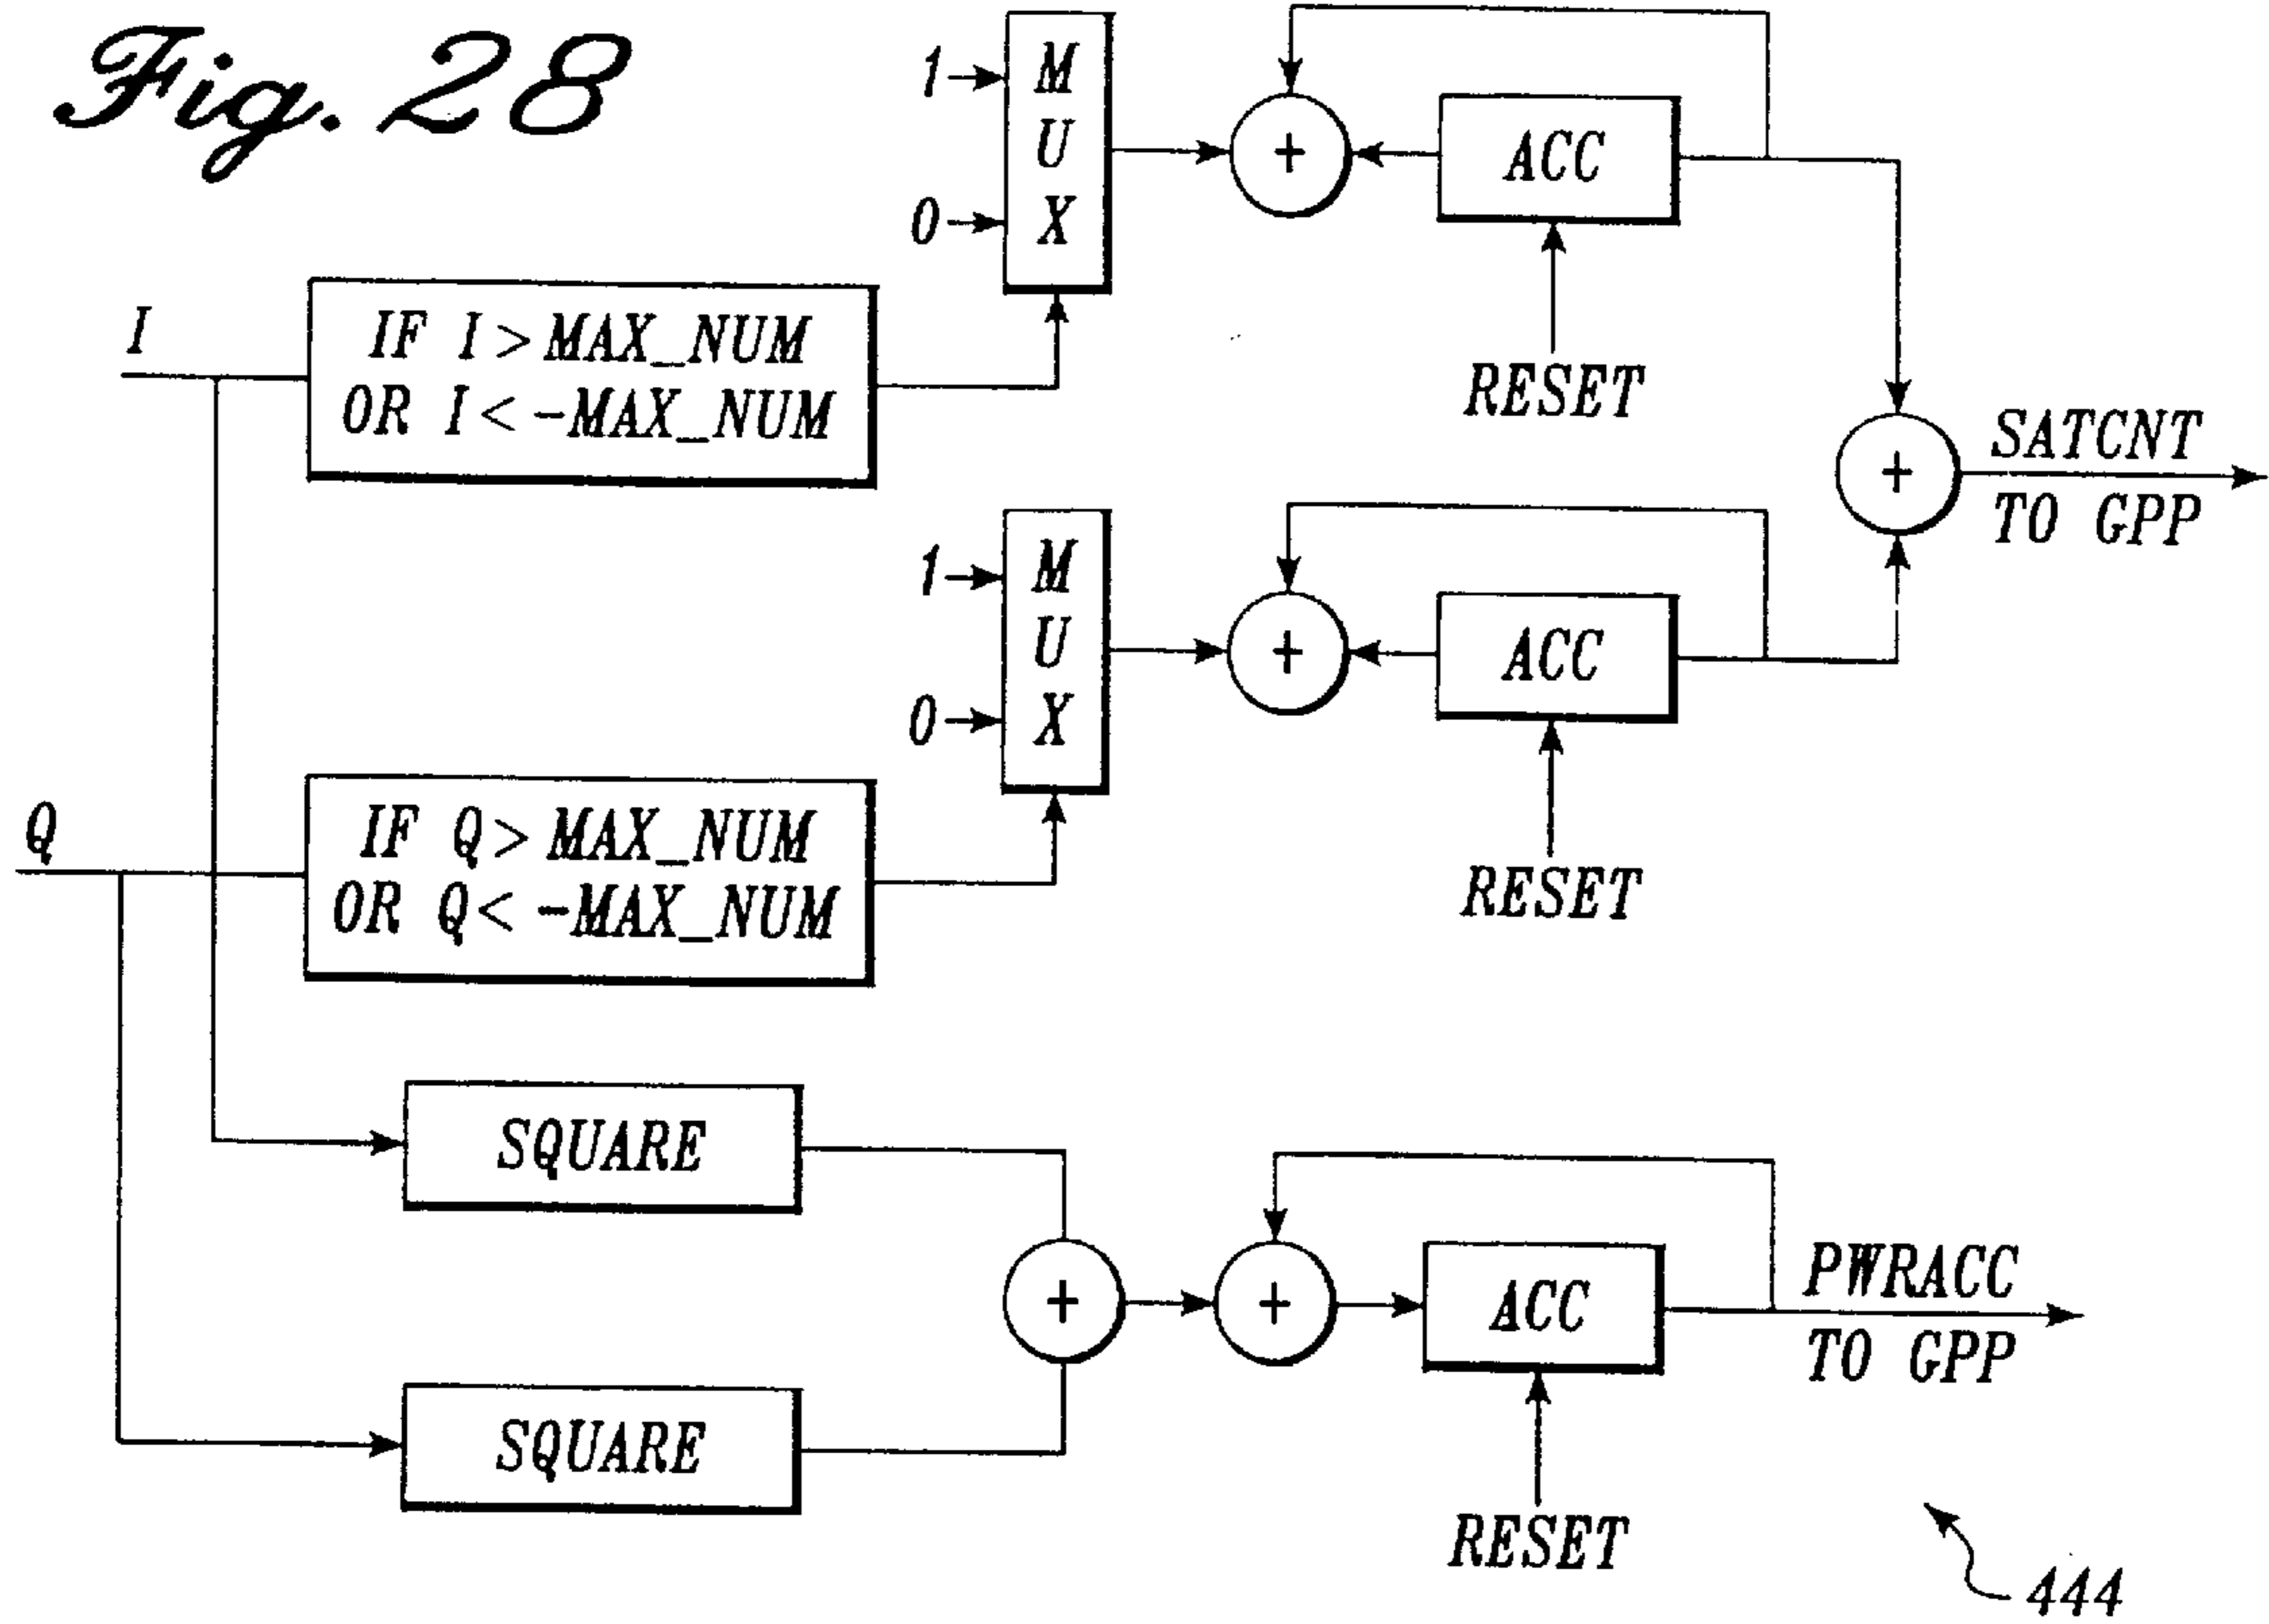 Fig. 28
1
M
U
X
0
+
ACC
RESET
I
IF I > MAX_NUM
OR I < -MAX_NUM
+
SATCNT
TO GPP
1
M
U
X
0
+
ACC
RESET
Q
IF Q > MAX_NUM
OR Q < -MAX_NUM
SQUARE
SQUARE
+
+
ACC
RESET
PWRACC
TO GPP
444